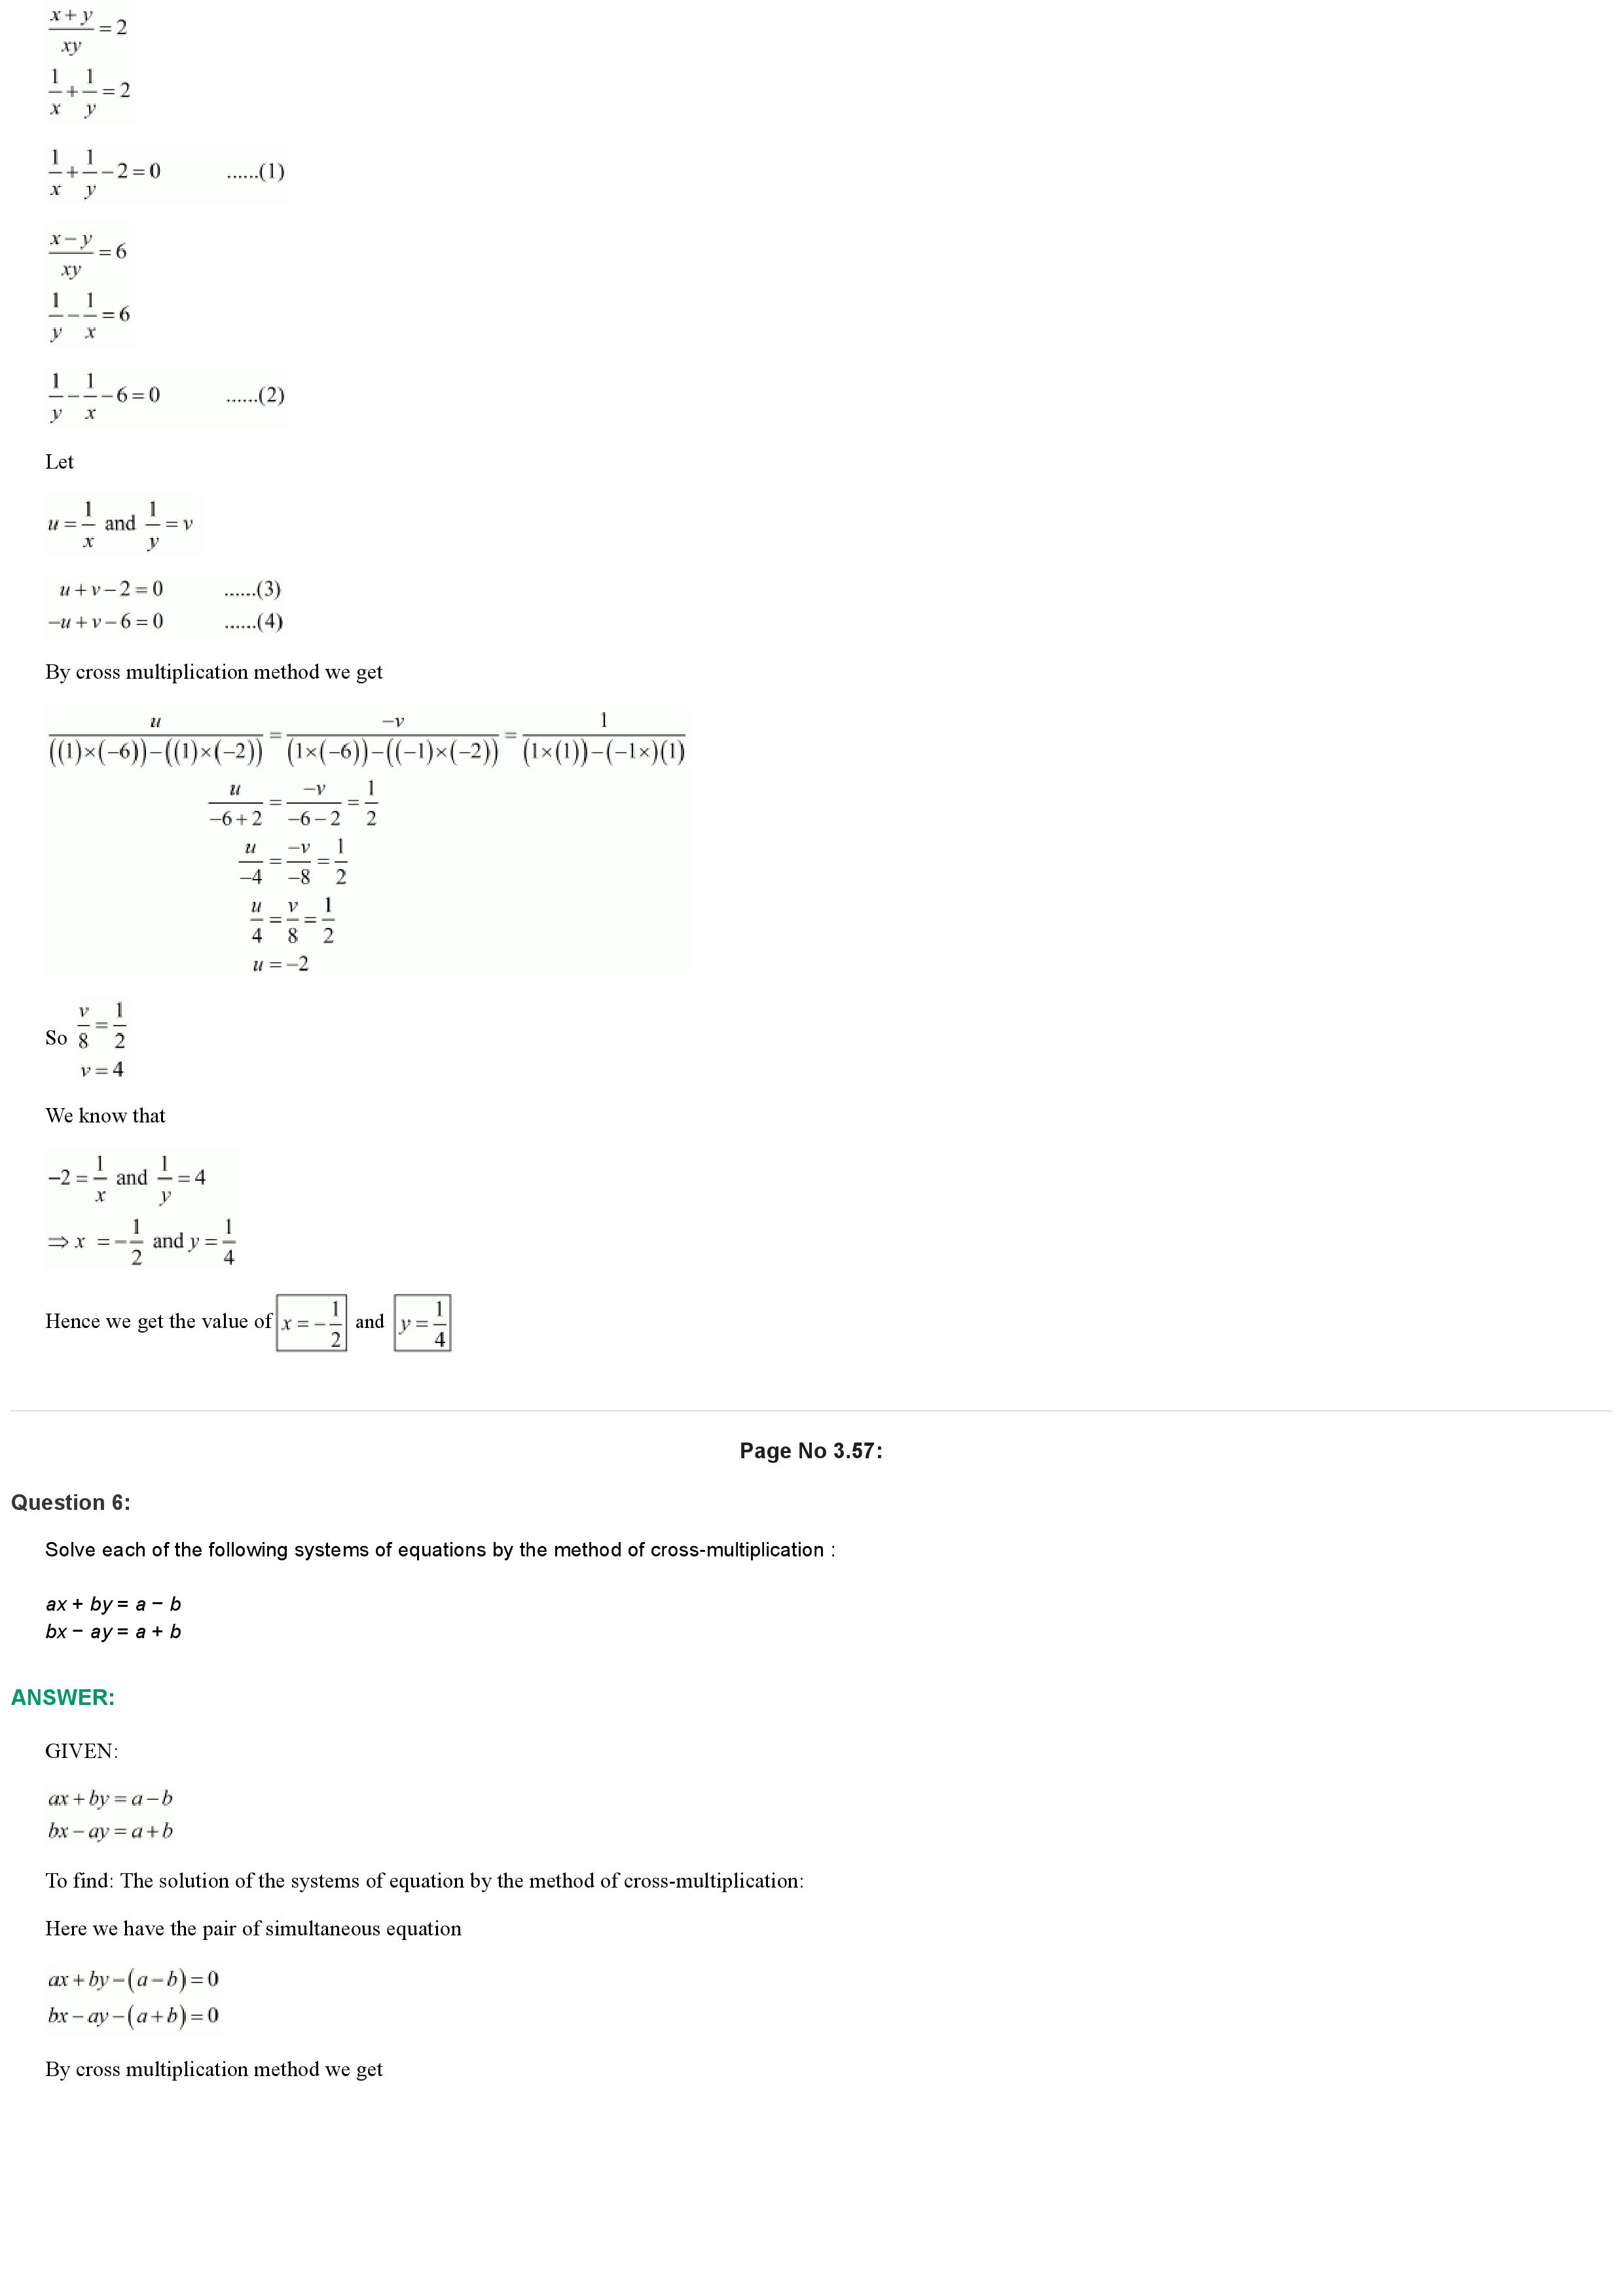 \frac{x+y}{xy}=2
\frac{1}{x}+\frac{1}{y}=2
\frac{1}{x}+\frac{1}{y}-2=0 ......(1)
\frac{x-y}{xy}=6
\frac{1}{y}-\frac{1}{x}=6
\frac{1}{y}-\frac{1}{x}-6=0 ......(2)
Let
u=\frac{1}{x} and \frac{1}{y}=v
u+v-2=0 ......(3)
-u+v-6=0 ......(4)
By cross multiplication method we get
\frac{u}{((1)×(-6))-((1)×(-2))}=\frac{-v}{(1×(-6))-((-1)×(-2))}=\frac{1}{(1×(1))-(-1×)(1)}
\frac{u}{-6+2}=\frac{-v}{-6-2}=\frac{1}{2}
\frac{u}{-4}=\frac{-v}{-8}=\frac{1}{2}
\frac{u}{4}=\frac{v}{8}=\frac{1}{2}
u=-2
So \frac{v}{8}=\frac{1}{2}
v=4
We know that
-2=\frac{1}{x} and \frac{1}{y}=4
⇒x =-\frac{1}{2} and y=\frac{1}{4}
Hence we get the value of x=-\frac{1}{2} and y=\frac{1}{4}
Page No 3.57:
Question 6:
Solve each of the following systems of equations by the method of cross-multiplication :
ax + by = a − b
bx − ay = a + b
ANSWER:
GIVEN:
ax+by=a-b
bx-ay=a+b
To find: The solution of the systems of equation by the method of cross-multiplication:
Here we have the pair of simultaneous equation
ax+by-(a-b)=0
bx-ay-(a+b)=0
By cross multiplication method we get